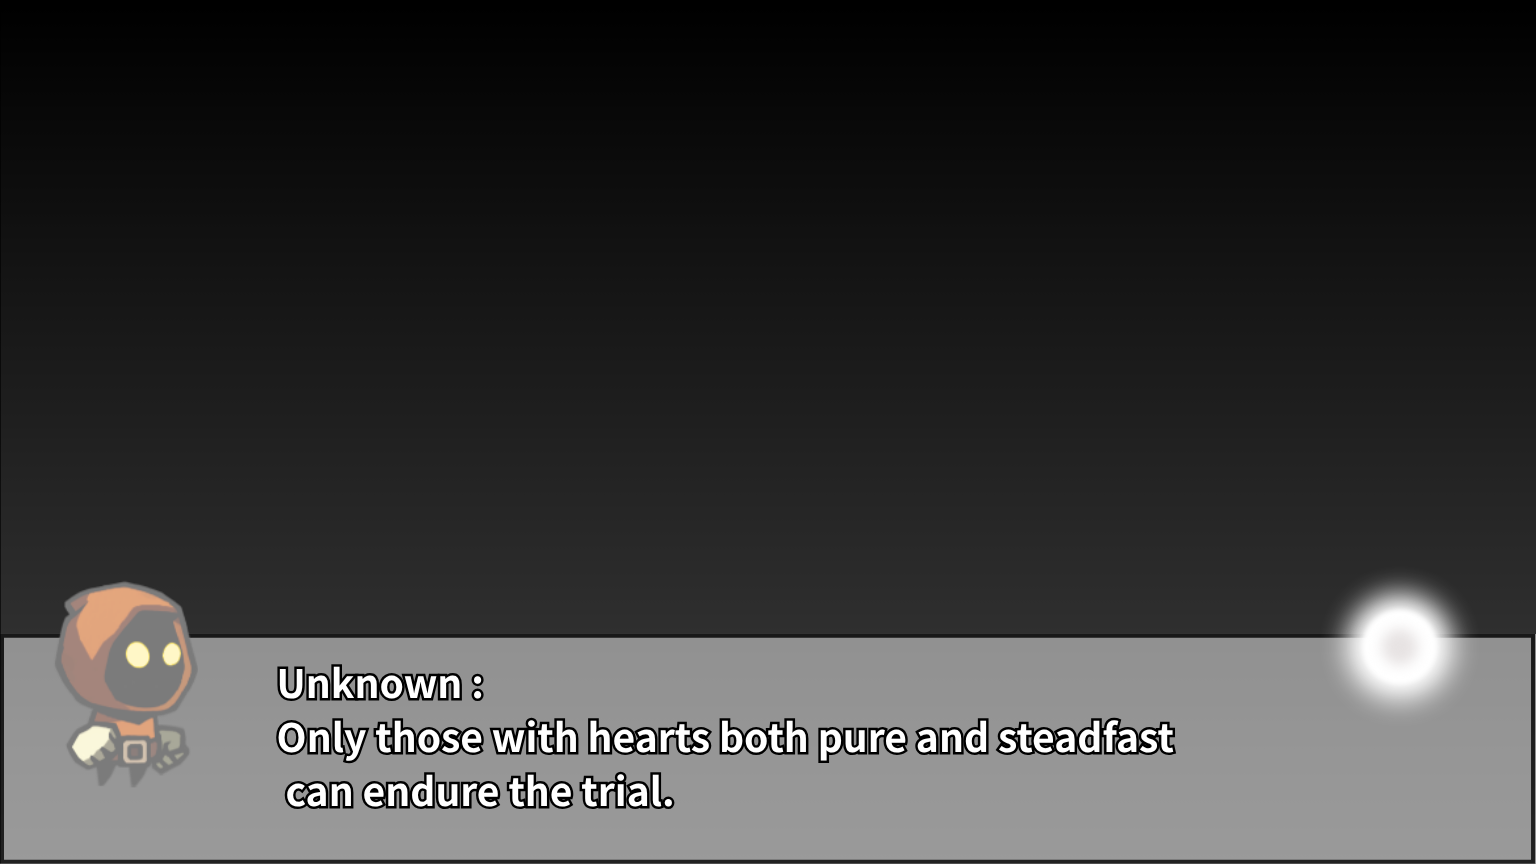 Unknown :
Only those with hearts both pure and steadfast
can endure the trial.